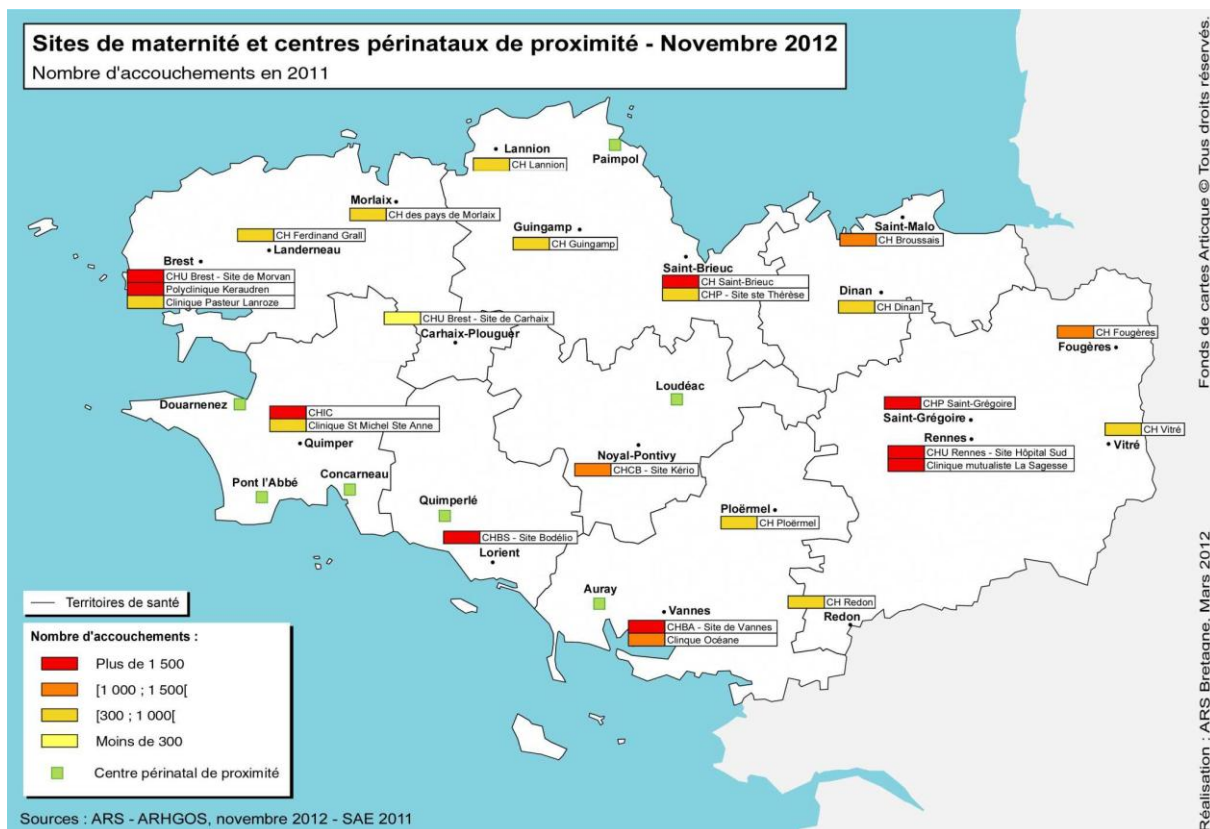 Sites de maternité et centres périnataux de proximité - Novembre 2012
Nombre d'accouchements en 2011
Lannion
CH Lannion
Paimpol
Morlaix
CH des pays de Morlaix
Guingamp
CH Guingamp
Saint-Malo
CH Broussais
CH Ferdinand Grall
Landerneau
Brest
CHU Brest - Site de Morvan
Polyclinique Keraudren
Clinique Pasteur Lanroze
Saint-Brieuc
CH Saint-Brieuc
CHP - Site ste Thérèse
Dinan
CH Dinan
CHU Brest - Site de Carhaix
Carhaix-Plouguer
CH Fougères
Fougères
Douarnenez
CHIC
Clinique St Michel Ste Anne
Quimper
Loudéac
CHP Saint-Grégoire
Saint-Grégoire
Rennes
CHU Rennes - Site Hôpital Sud
Clinique mutualiste La Sagesse
CH Vitré
Vitré
Noyal-Pontivy
CHCB - Site Kério
Pont l'Abbé
Concarneau
Quimperlé
CHBS - Site Bodélio
Lorient
Ploërmel
CH Ploërmel
Auray
Vannes
CHBA - Site de Vannes
Clinque Océane
CH Redon
Redon
Territoires de santé
Nombre d'accouchements :
Plus de 1 500
[1 000 ; 1 500[
[300 ; 1 000[
Moins de 300
Centre périnatal de proximité
Sources : ARS - ARHGOS, novembre 2012 - SAE 2011
Fonds de cartes Articque © Tous droits réservés.
Réalisation : ARS Bretagne, Mars 2012